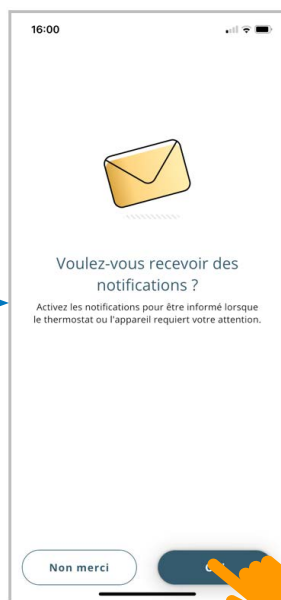 16:00
Voulez-vous recevoir des
notifications ?
Activez les notifications pour être informé lorsque
le thermostat ou l'appareil requiert votre attention.
Non merci